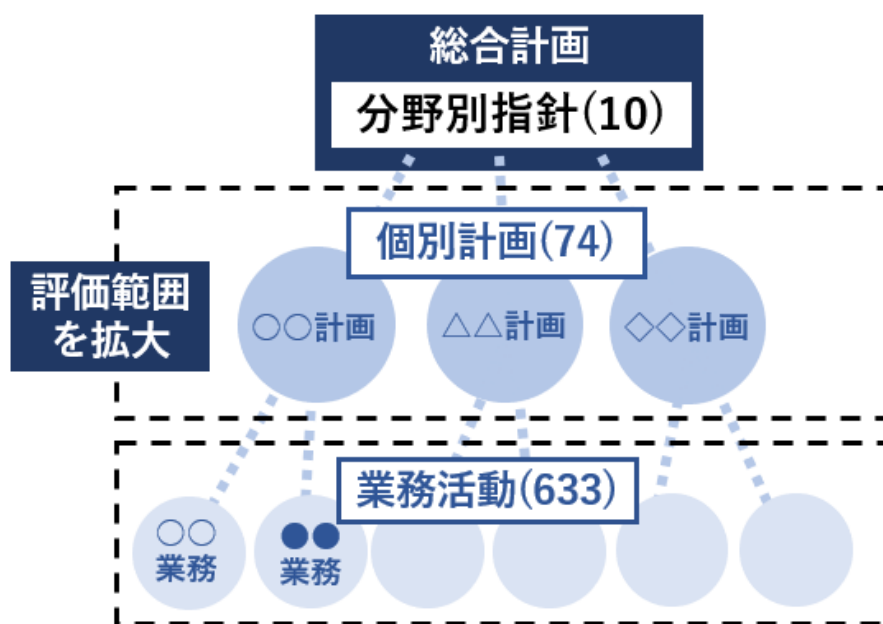 総合計画
分野別指針(10)
個別計画(74)
評価範囲
を拡大
○○計画
△△計画
◇◇計画
業務活動(633)
○○
業務
●●
業務